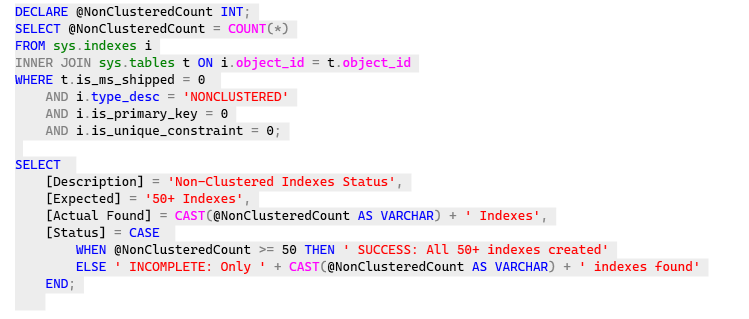 DECLARE @NonClusteredCount INT;
SELECT @NonClusteredCount = COUNT(*)
FROM sys.indexes i
INNER JOIN sys.tables t ON i.object_id = t.object_id
WHERE t.is_ms_shipped = 0
    AND i.type_desc = 'NONCLUSTERED'
    AND i.is_primary_key = 0
    AND i.is_unique_constraint = 0;

SELECT
    [Description] = 'Non-Clustered Indexes Status',
    [Expected] = '50+ Indexes',
    [Actual Found] = CAST(@NonClusteredCount AS VARCHAR) + ' Indexes',
    [Status] = CASE
        WHEN @NonClusteredCount >= 50 THEN ' SUCCESS: All 50+ indexes created'
        ELSE ' INCOMPLETE: Only ' + CAST(@NonClusteredCount AS VARCHAR) + ' indexes found'
    END;